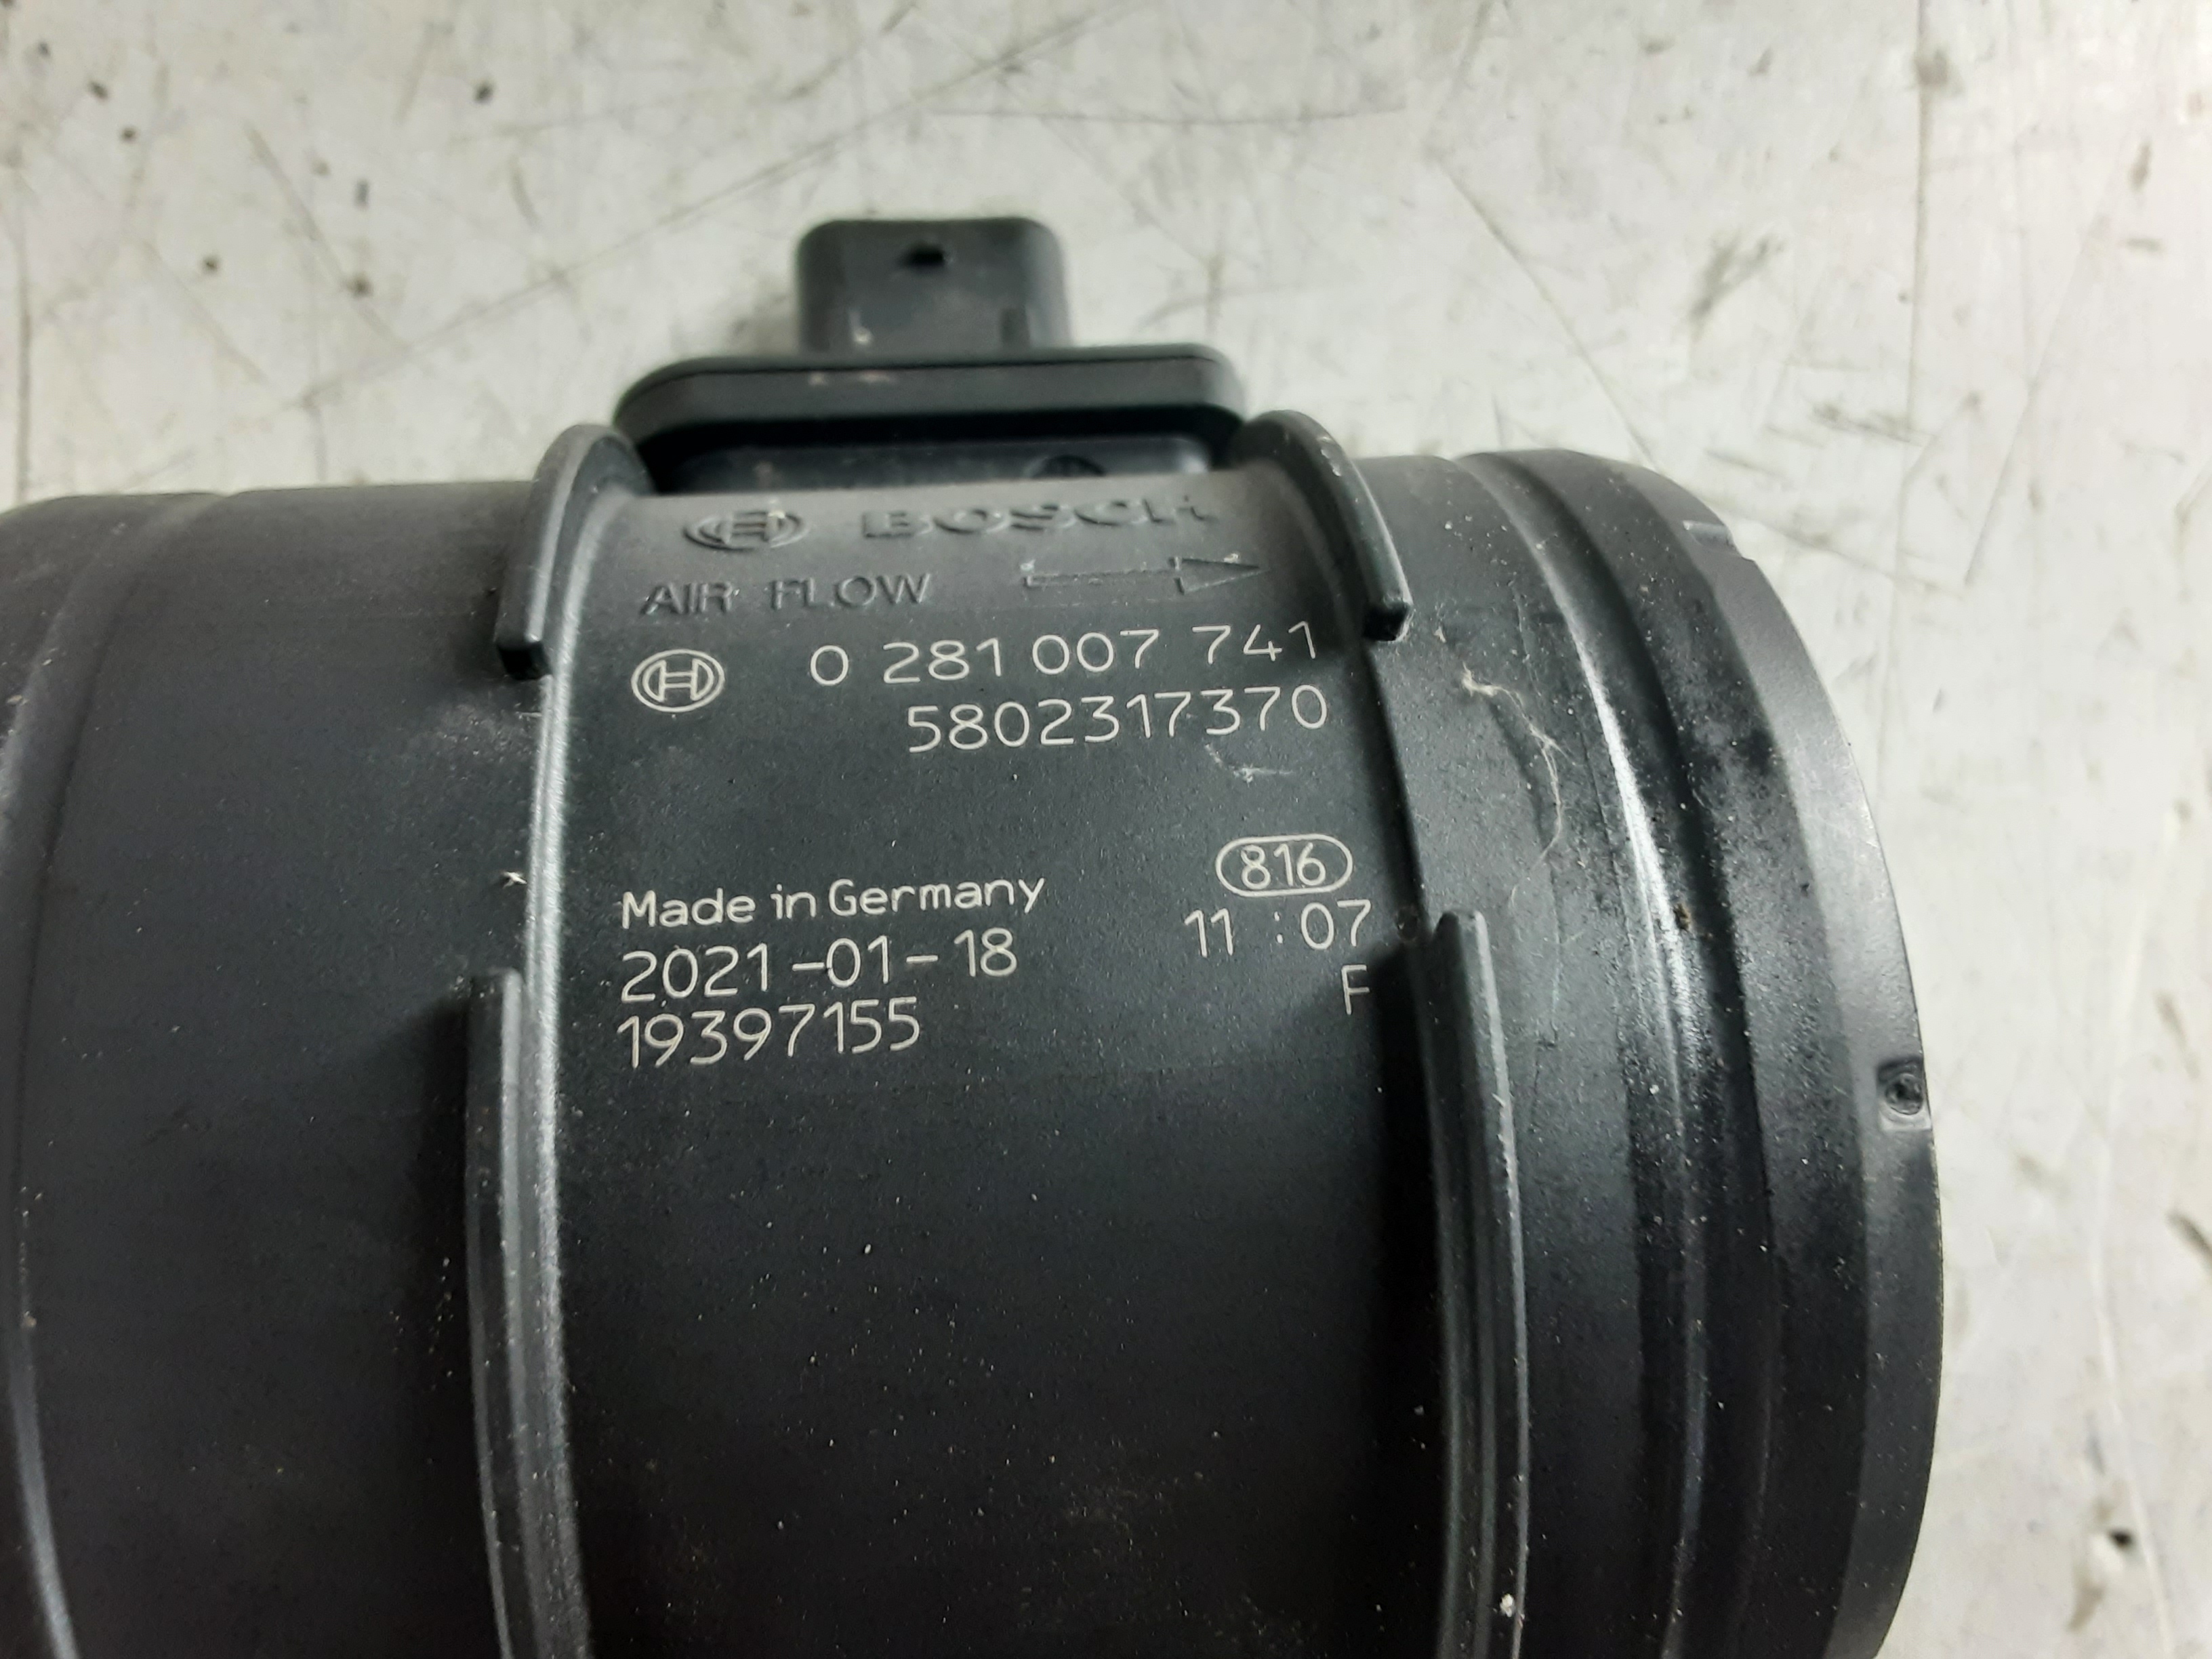 BOSCH
AIR FLOW
0 281 007 741
5802317370
816
Made in Germany 11:07
2021-01-18 F
19397155